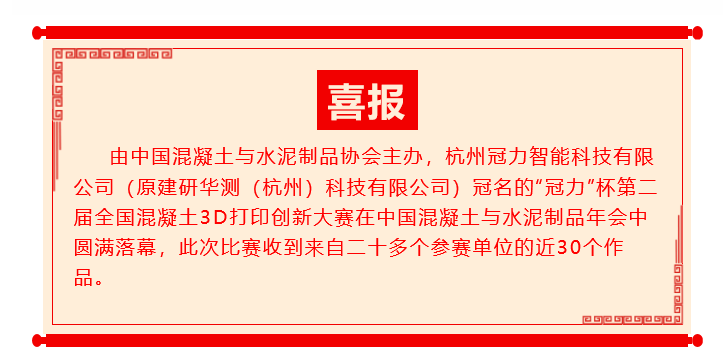 喜报
由中国混凝土与水泥制品协会主办，杭州冠力智能科技有限
公司（原建研华测（杭州）科技有限公司）冠名的“冠力”杯第二
届全国混凝土3D打印创新大赛在中国混凝土与水泥制品年会中
圆满落幕，此次比赛收到来自二十多个参赛单位的近30个作
品。